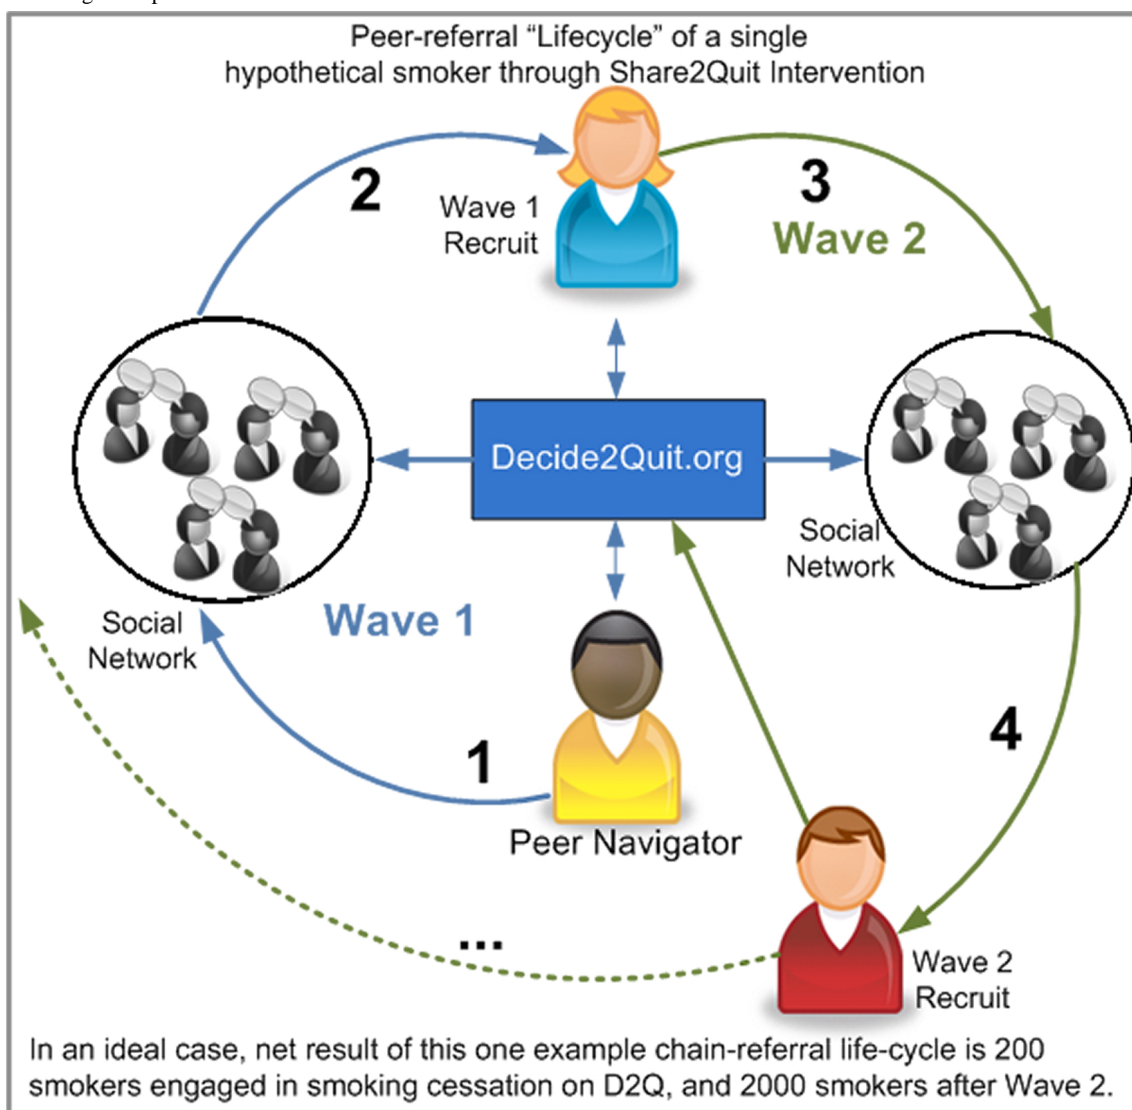 Peer-referral “Lifecycle” of a single
hypothetical smoker through Share2Quit Intervention
2
Wave 1
Recruit
3
Wave 2
Decide2Quit.org
Social
Network
Wave 1
Social
Network
1
Peer Navigator
4
...
Wave 2
Recruit
In an ideal case, net result of this one example chain-referral life-cycle is 200
smokers engaged in smoking cessation on D2Q, and 2000 smokers after Wave 2.